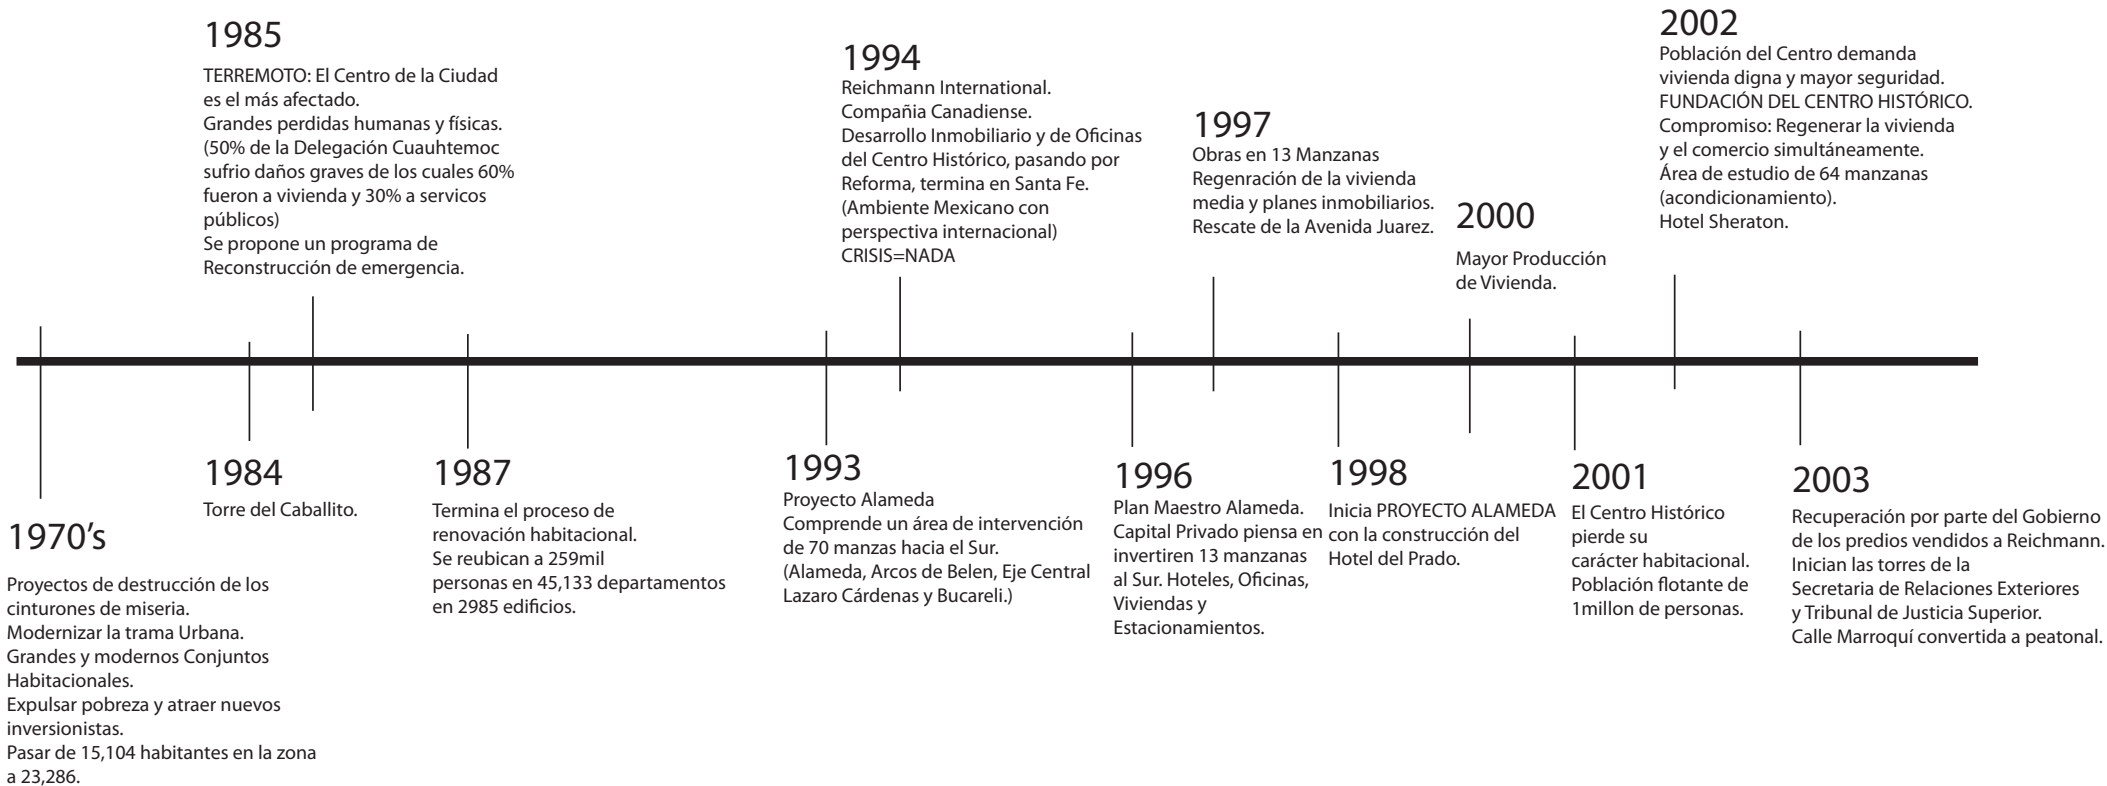 1970's
Proyectos de destrucción de los
cinturones de miseria.
Modernizar la trama Urbana.
Grandes y modernos Conjuntos
Habitacionales.
Expulsar pobreza y atraer nuevos
inversionistas.
Pasar de 15,104 habitantes en la zona
a 23,286.
1984
Torre del Caballito.
1985
TERREMOTO: El Centro de la Ciudad
es el más afectado.
Grandes perdidas humanas y físicas.
(50% de la Delegación Cuauhtemoc
sufrio daños graves de los cuales 60%
fueron a vivienda y 30% a servicos
públicos)
Se propone un programa de
Reconstrucción de emergencia.
1987
Termina el proceso de
renovación habitacional.
Se reubican a 259mil
personas en 45,133 departamentos
en 2985 edificios.
1993
Proyecto Alameda
Comprende un área de intervención
de 70 manzas hacia el Sur.
(Alameda, Arcos de Belen, Eje Central
Lazaro Cárdenas y Bucareli.)
1994
Reichmann International.
Compañia Canadiense.
Desarrollo Inmobiliario y de Oficinas
del Centro Histórico, pasando por
Reforma, termina en Santa Fe.
(Ambiente Mexicano con
perspectiva internacional)
CRISIS=NADA
1996
Plan Maestro Alameda.
Capital Privado piensa en
invertiren 13 manzanas
al Sur. Hoteles, Oficinas,
Viviendas y
Estacionamientos.
1997
Obras en 13 Manzanas
Regenración de la vivienda
media y planes inmobiliarios.
Rescate de la Avenida Juarez.
1998
Inicia PROYECTO ALAMEDA
con la construcción del
Hotel del Prado.
2000
Mayor Producción
de Vivienda.
2001
El Centro Histórico
pierde su
carácter habitacional.
Población flotante de
1millon de personas.
2002
Población del Centro demanda
vivienda digna y mayor seguridad.
FUNDACIÓN DEL CENTRO HISTÓRICO.
Compromiso: Regenerar la vivienda
y el comercio simultáneamente.
Área de estudio de 64 manzanas
(acondicionamiento).
Hotel Sheraton.
2003
Recuperación por parte del Gobierno
de los predios vendidos a Reichmann.
Inician las torres de la
Secretaria de Relaciones Exteriores
y Tribunal de Justicia Superior.
Calle Marroquí convertida a peatonal.